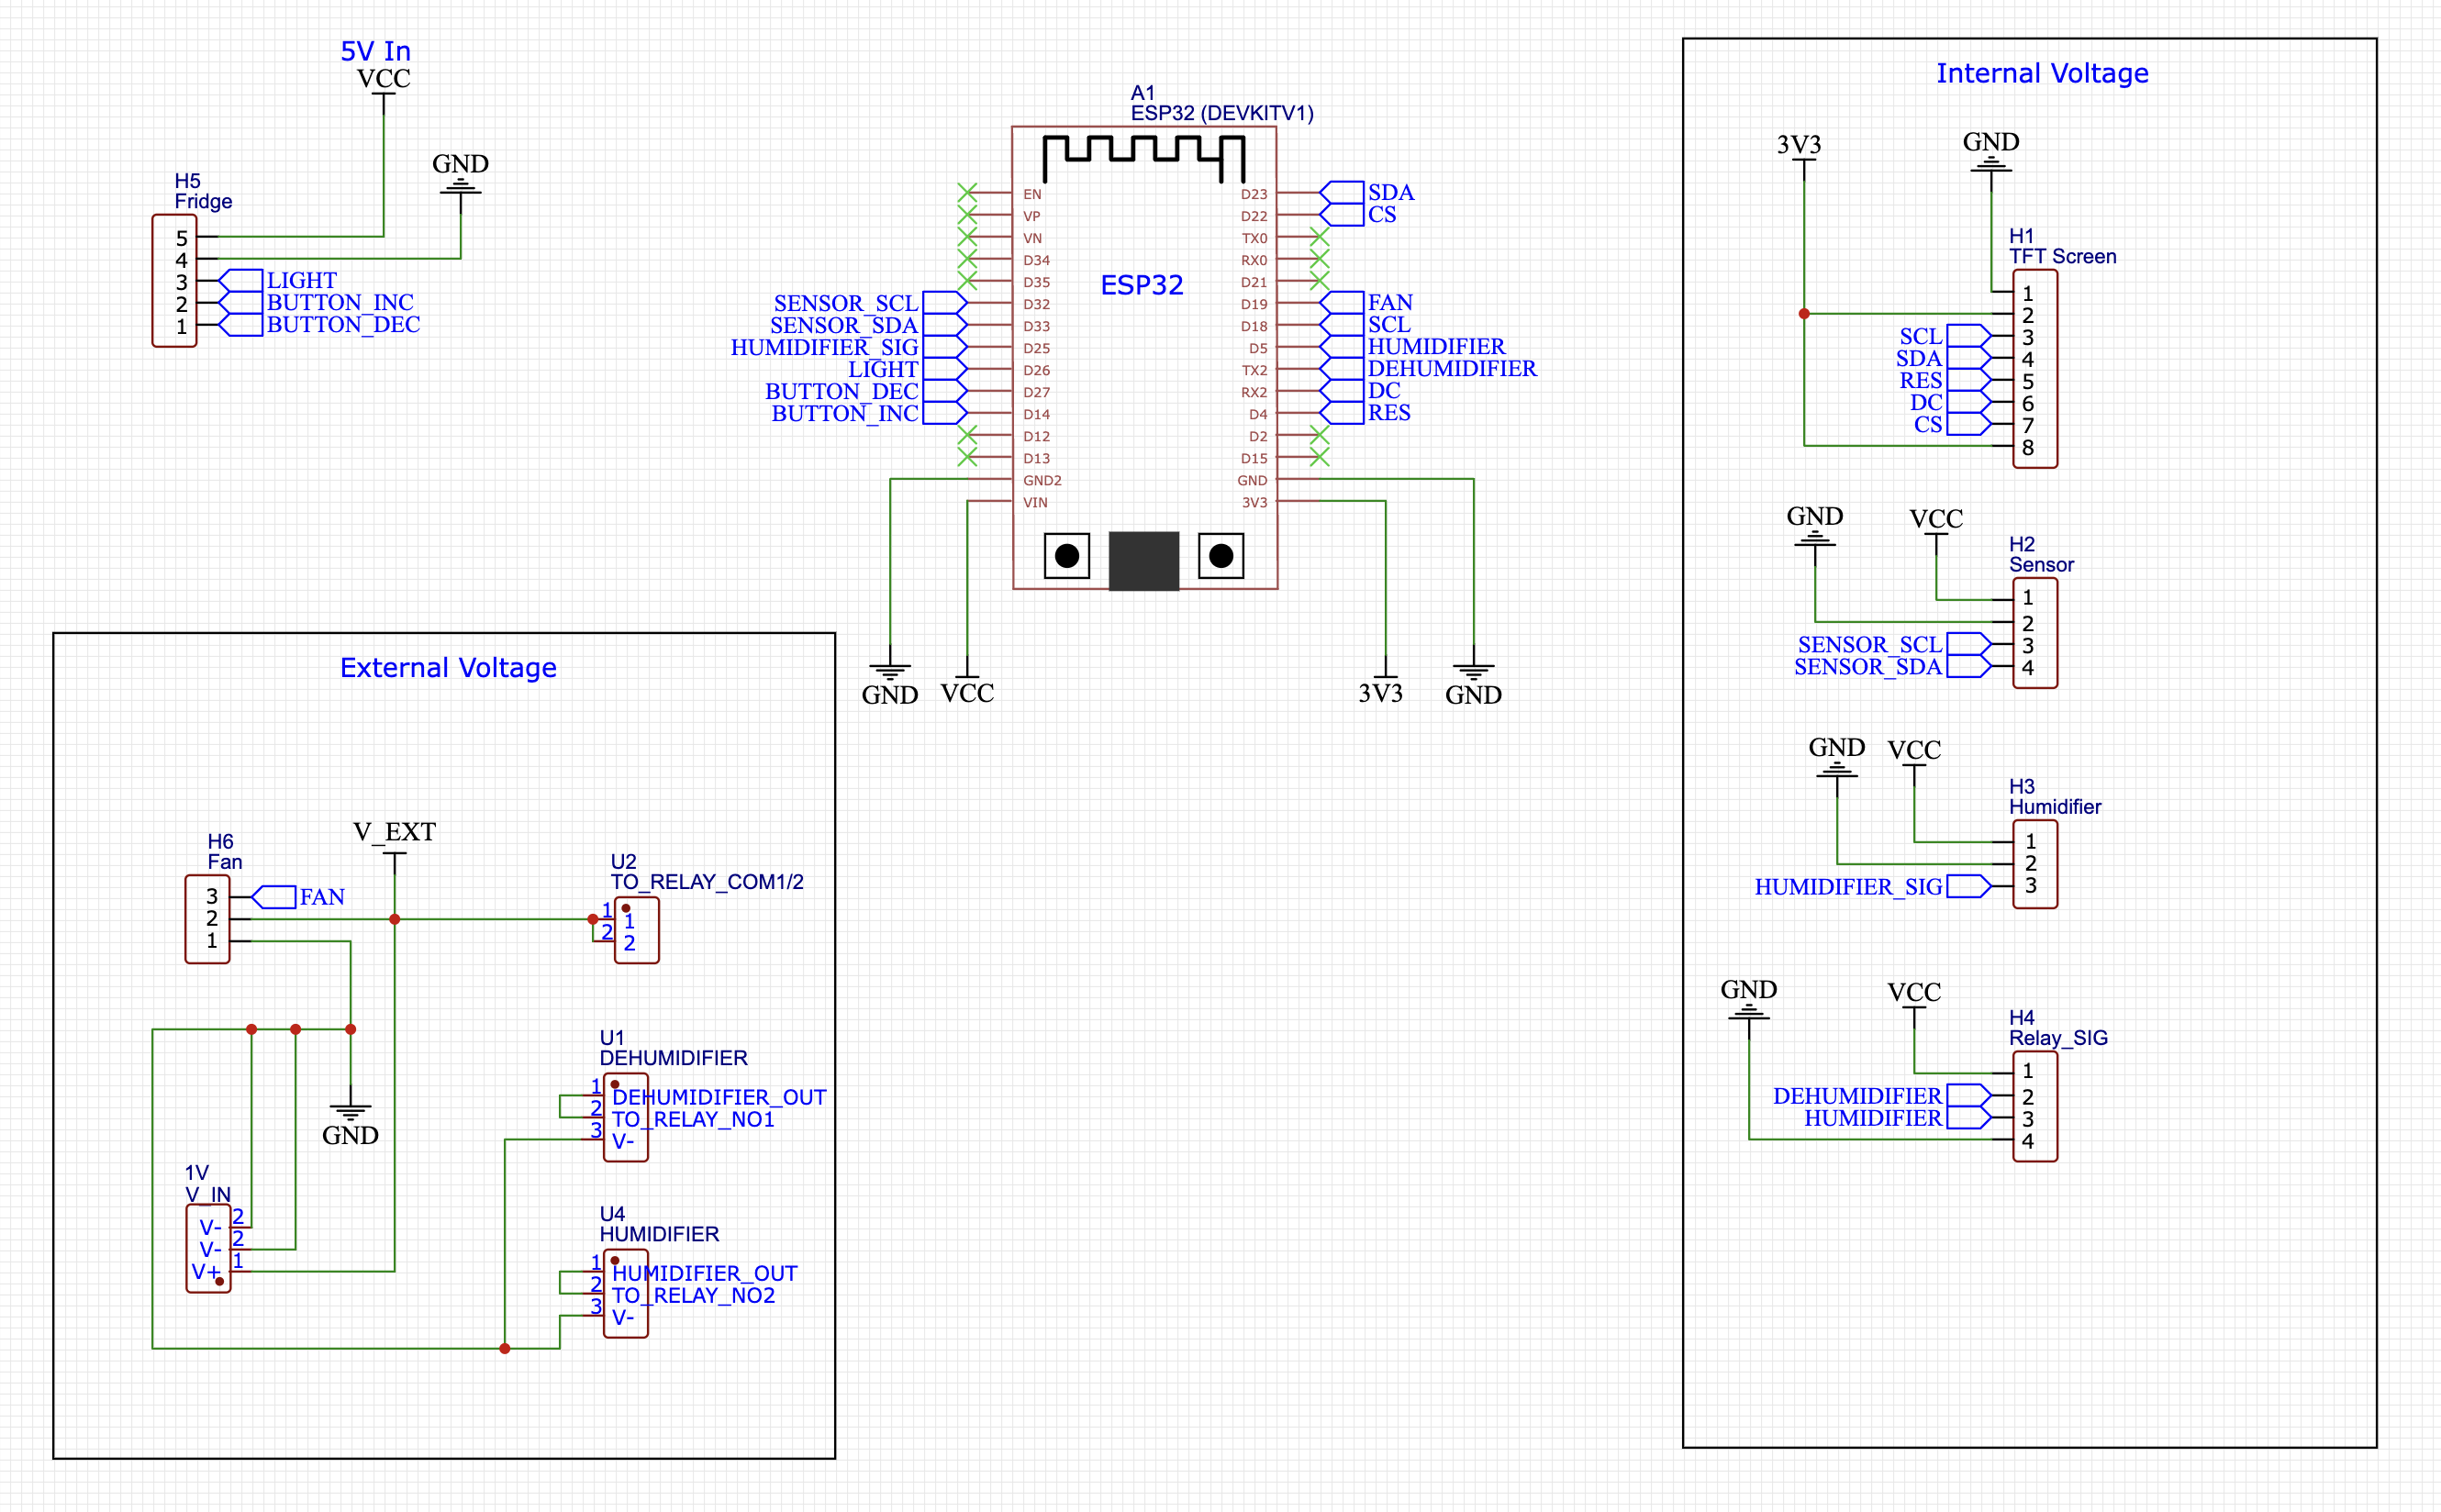 5V In
VCC
GND
H5
Fridge
5
4
3 LIGHT
2 BUTTON_INC
1 BUTTON_DEC
A1
ESP32 (DEVKITV1)
ESP32
EN
VP
VN
D34
D35
SENSOR_SCL D32
SENSOR_SDA D33
HUMIDIFIER_SIG D25
LIGHT D26
BUTTON_DEC D27
BUTTON_INC D14
D12
D13
GND2
VIN
D23 SDA
D22 CS
TX0
RX0
D21
D19 FAN
D18 SCL
D5 HUMIDIFIER
TX2 DEHUMIDIFIER
RX2 DC
D4 RES
D2
D15
GND
3V3
GND
VCC
3V3
GND
External Voltage
V_EXT
H6
Fan
3 FAN
2
1
U2
TO_RELAY_COM1/2
1 1
2 2
GND
U1
DEHUMIDIFIER
1 DEHUMIDIFIER_OUT
2 TO_RELAY_NO1
3 V-
1V
V_IN
V- 2
V- 2
V+ 1
U4
HUMIDIFIER
1 HUMIDIFIER_OUT
2 TO_RELAY_NO2
3 V-
Internal Voltage
3V3
GND
H1
TFT Screen
1
2
SCL 3
SDA 4
RES 5
DC 6
CS 7
8
GND
VCC
H2
Sensor
1
2
SENSOR_SCL 3
SENSOR_SDA 4
GND
VCC
H3
Humidifier
1
2
HUMIDIFIER_SIG 3
GND
VCC
H4
Relay_SIG
1
DEHUMIDIFIER 2
HUMIDIFIER 3
4